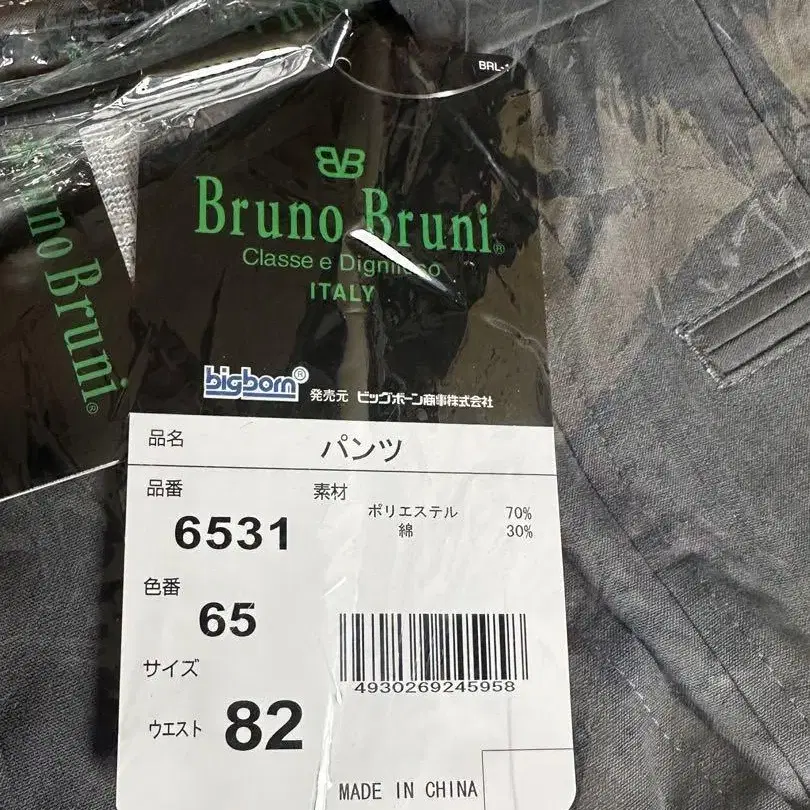 BRL-
BB
Bruno Bruni®
Classe e Dignitoso
ITALY
Bruno Bruni®
bigborn® 発売元 ビッグボーン商事株式会社
品名 パンツ
品番 素材
6531 ポリエステル 70%
綿 30%
色番
65
サイズ
ウエスト 82
4930269245958
MADE IN CHINA